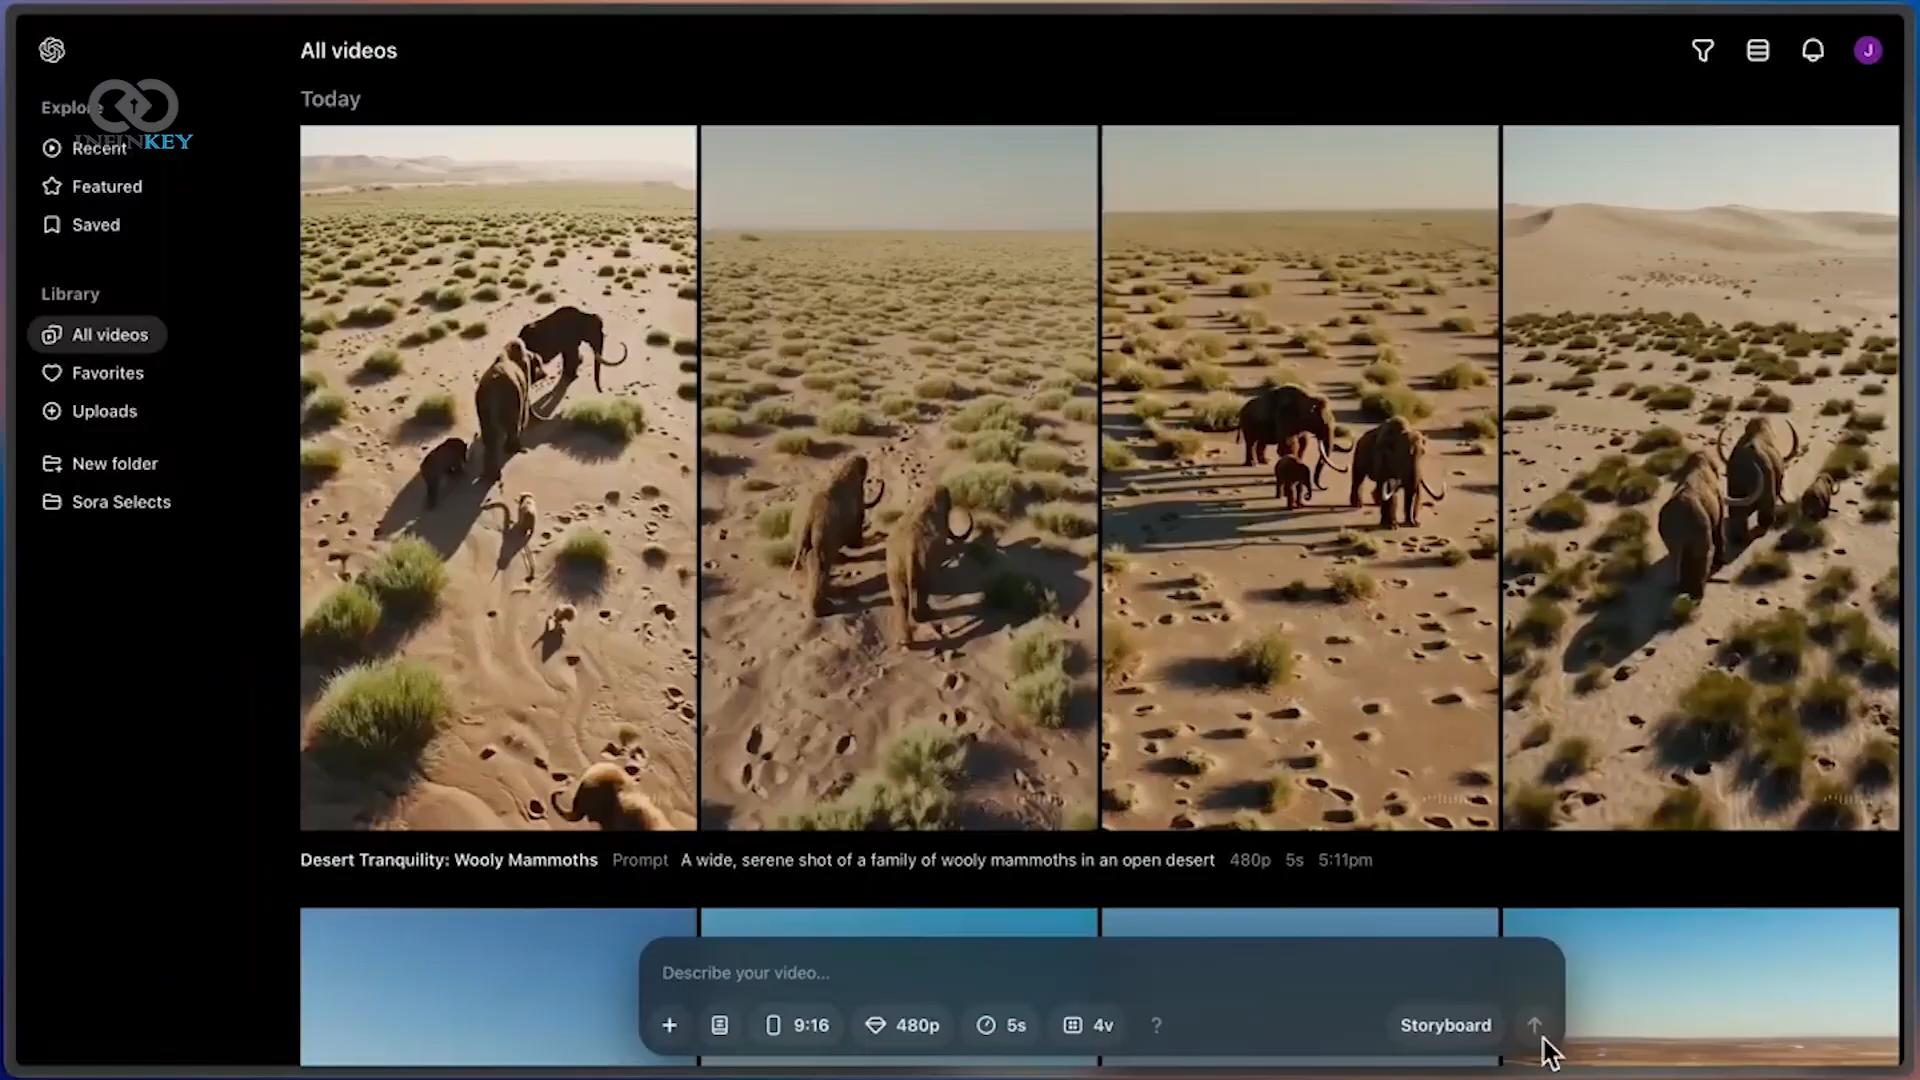 All videos
J
Today
Explore
INFINKEY
Recent
Featured
Saved
Library
All videos
Favorites
Uploads
New folder
Sora Selects
Desert Tranquility: Wooly Mammoths Prompt A wide, serene shot of a family of wooly mammoths in an open desert 480p 5s 5:11pm
Describe your video...
+ 9:16 480p 5s 4v ? Storyboard